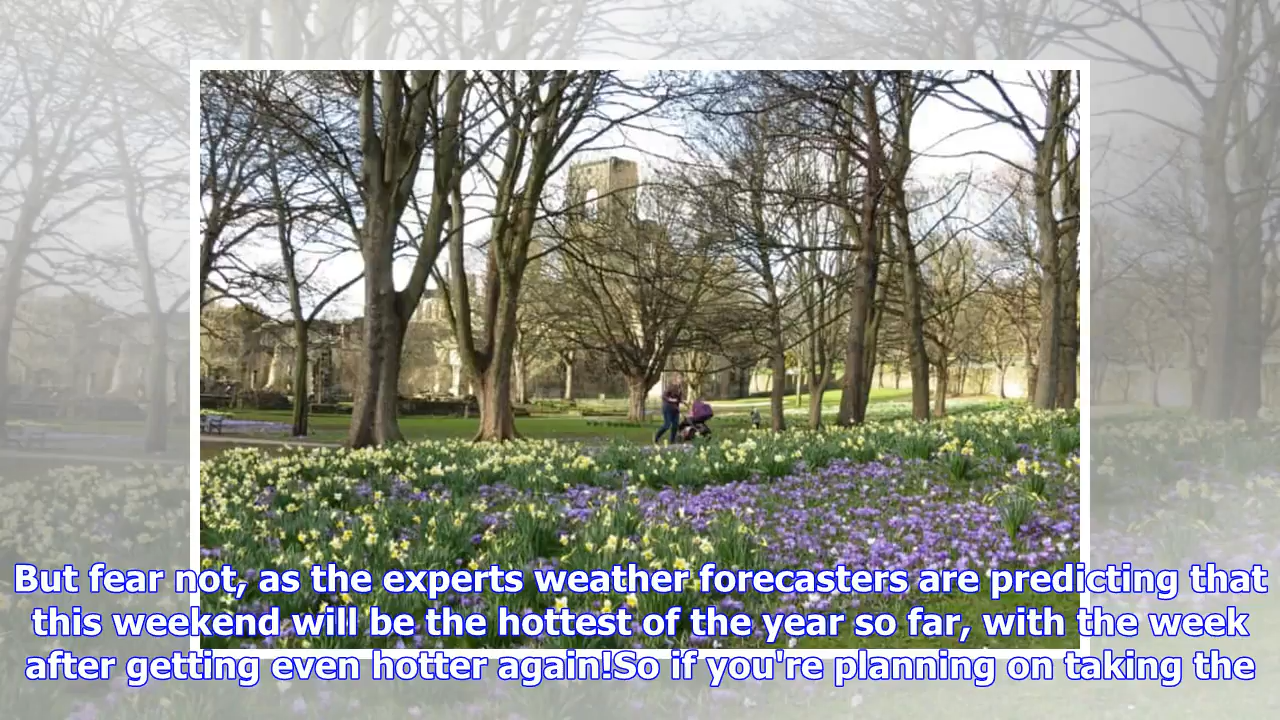 But fear not, as the experts weather forecasters are predicting that
this weekend will be the hottest of the year so far, with the week
after getting even hotter again!So if you're planning on taking the